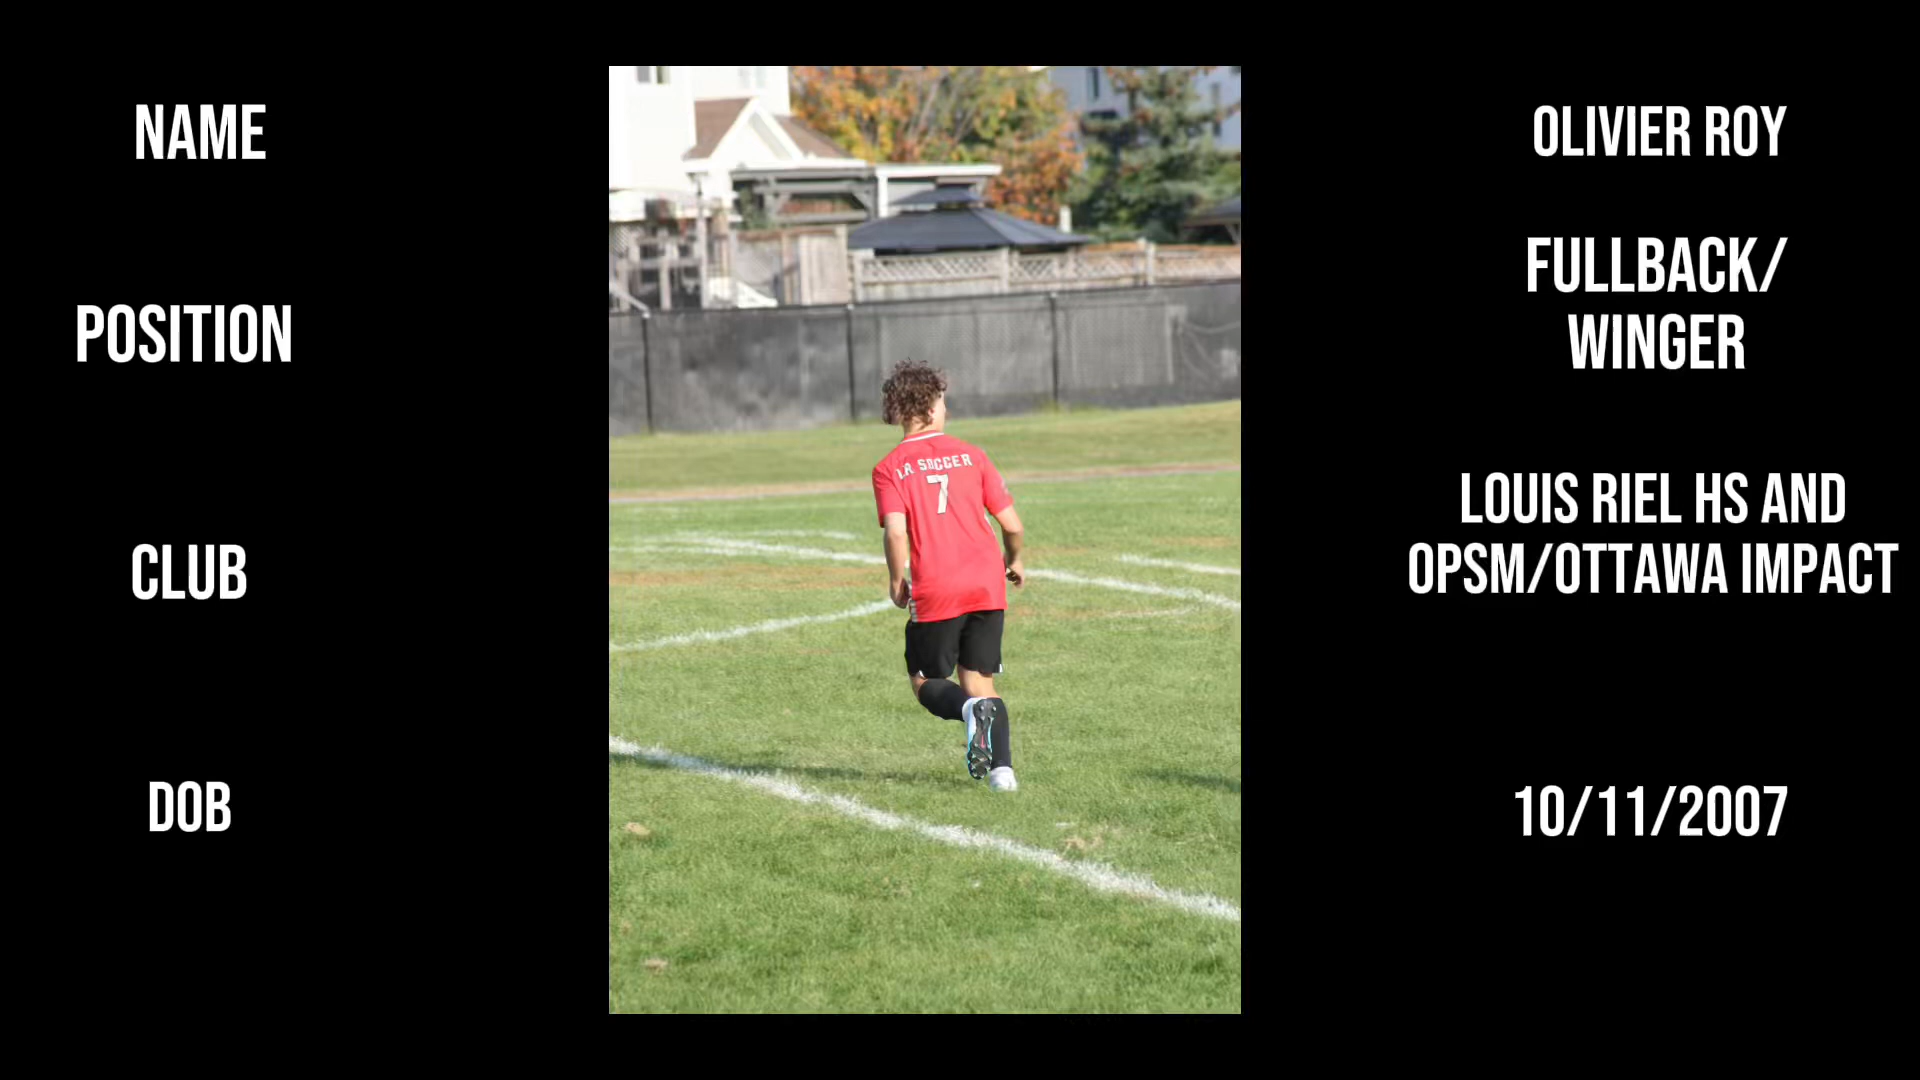 NAME
OLIVIER ROY
POSITION
FULLBACK/
WINGER
CLUB
LOUIS RIEL HS AND
OPSM/OTTAWA IMPACT
DOB
10/11/2007
LR SOCCER
7